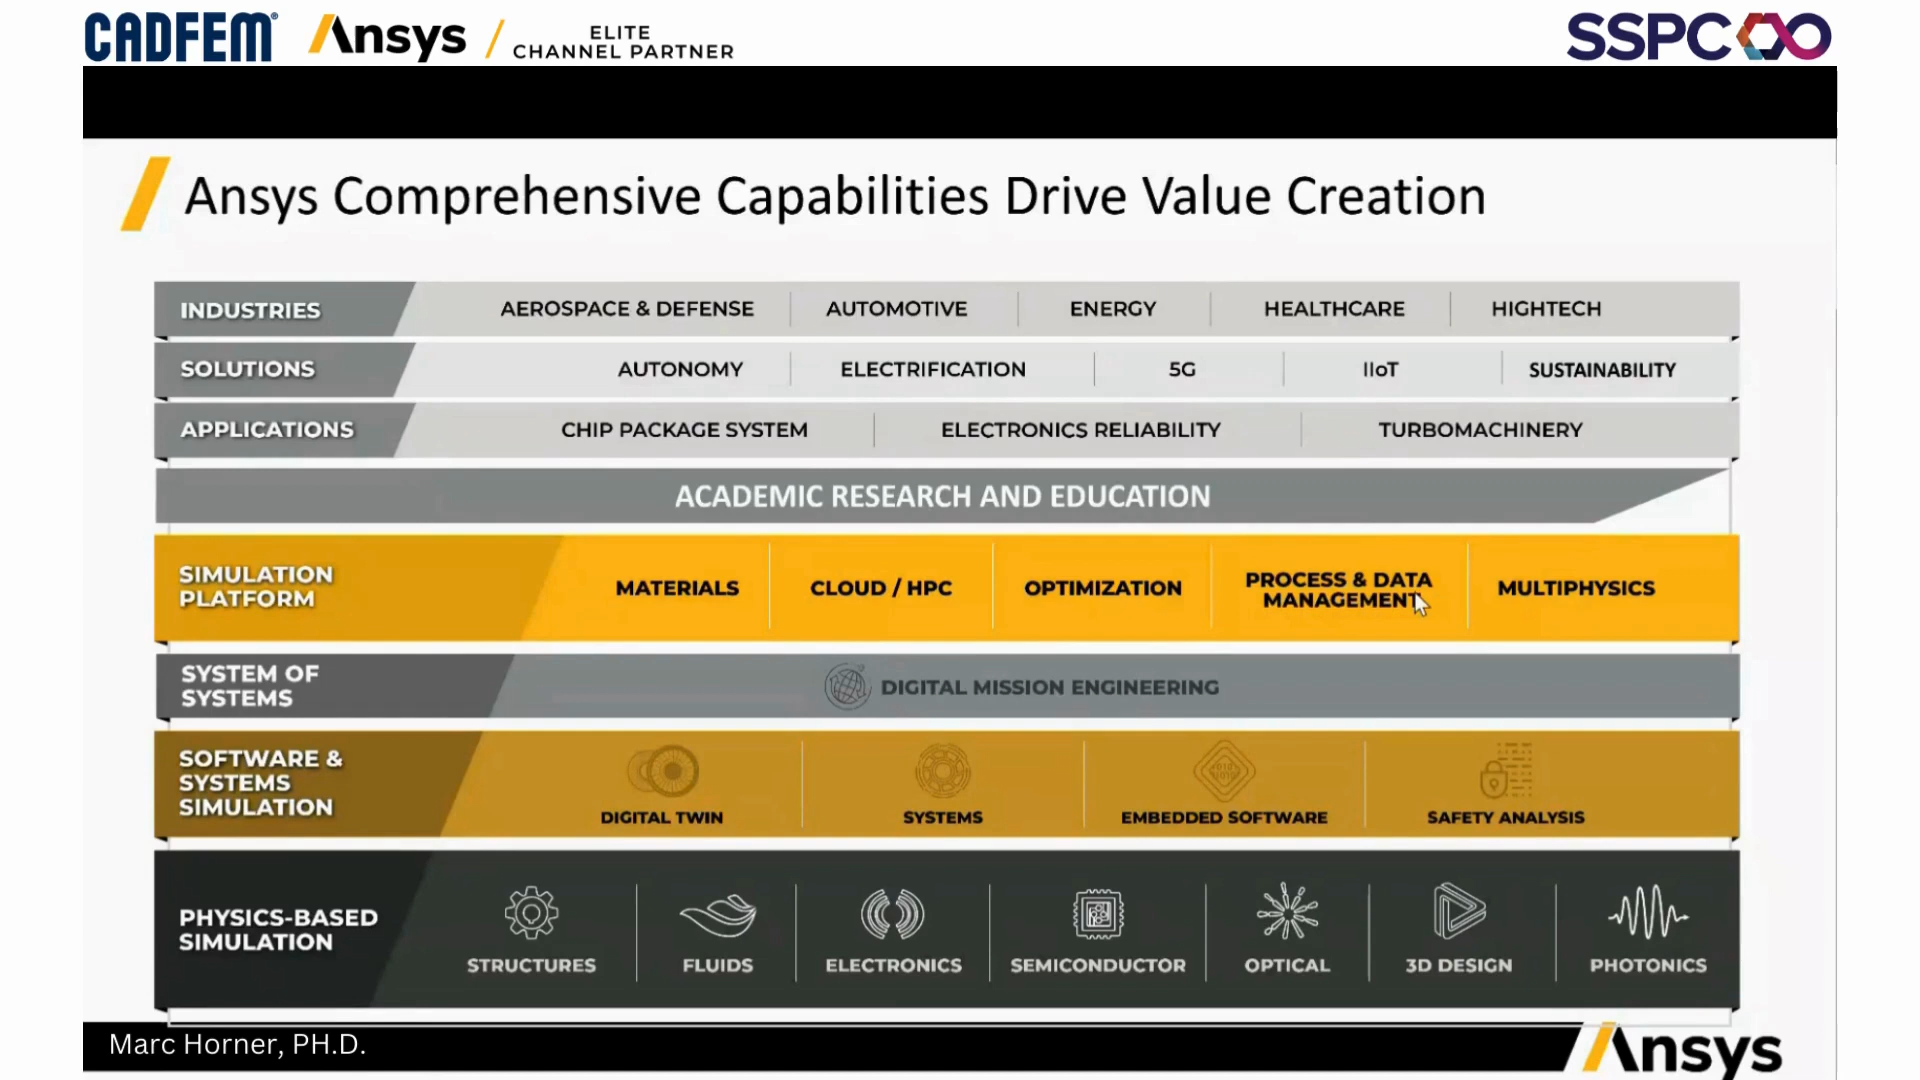 CADFEM
Ansys
ELITE
CHANNEL PARTNER
SSPC
Ansys Comprehensive Capabilities Drive Value Creation
INDUSTRIES AEROSPACE & DEFENSE AUTOMOTIVE ENERGY HEALTHCARE HIGHTECH
SOLUTIONS AUTONOMY ELECTRIFICATION 5G IIoT SUSTAINABILITY
APPLICATIONS CHIP PACKAGE SYSTEM ELECTRONICS RELIABILITY TURBOMACHINERY
ACADEMIC RESEARCH AND EDUCATION
SIMULATION
PLATFORM
MATERIALS
CLOUD / HPC
OPTIMIZATION
PROCESS & DATA
MANAGEMENT
MULTIPHYSICS
SYSTEM OF
SYSTEMS
DIGITAL MISSION ENGINEERING
SOFTWARE &
SYSTEMS
SIMULATION
DIGITAL TWIN
SYSTEMS
EMBEDDED SOFTWARE
SAFETY ANALYSIS
PHYSICS-BASED
SIMULATION
STRUCTURES
FLUIDS
ELECTRONICS
SEMICONDUCTOR
OPTICAL
3D DESIGN
PHOTONICS
Marc Horner, PH.D.
Ansys